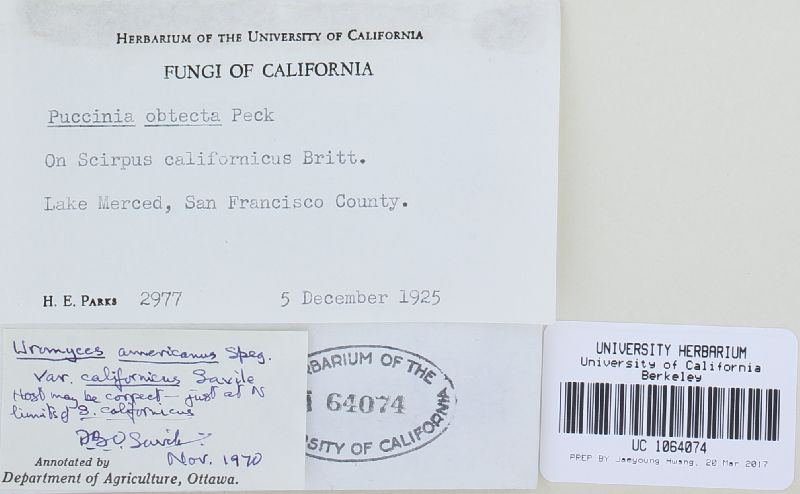 HERBARIUM OF THE UNIVERSITY OF CALIFORNIA
FUNGI OF CALIFORNIA
Puccinia obtecta Peck
On Scirpus californicus Britt.
Lake Merced, San Francisco County.
H. E. PARKS 2977 5 December 1925
Uromyces americanus Speg.
var. californicus Savile
Host may be correct — just at N
limits of S. californicus
DBO Savile
Nov. 1970
Annotated by
Department of Agriculture, Ottawa.
RBARIUM OF THE
64074
SITY OF CALIFORNIA
UNIVERSITY HERBARIUM
University of California
Berkeley
UC 1064074
PREP BY Jaeyoung Hwang, 20 Mar 2017